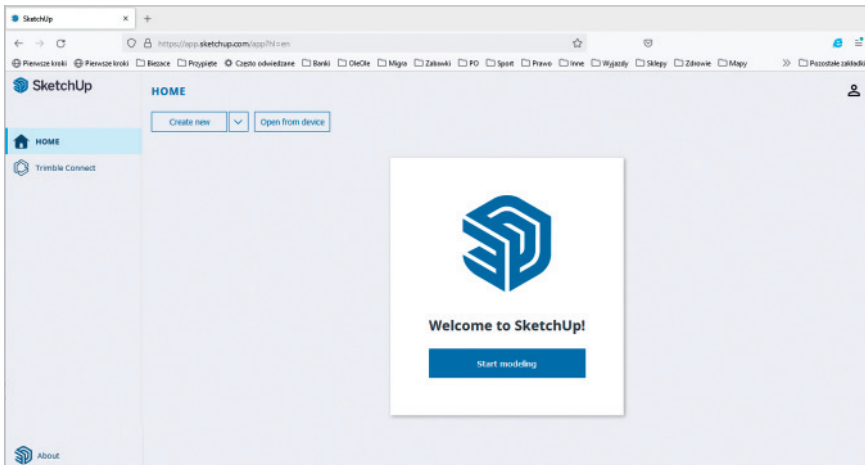 SketchUp
https://app.sketchup.com/app?hl=en
Pierwsze kroki Pierwsze kroki Bieżące Przypięte Często odwiedzane Banki OleOle Migra Zabawki PO Sport Prawo Inne Wyjazdy Sklepy Zdrowie Mapy Pozostałe zakładki
SketchUp
HOME
Create new Open from device
HOME
Trimble Connect
Welcome to SketchUp!
Start modeling
About